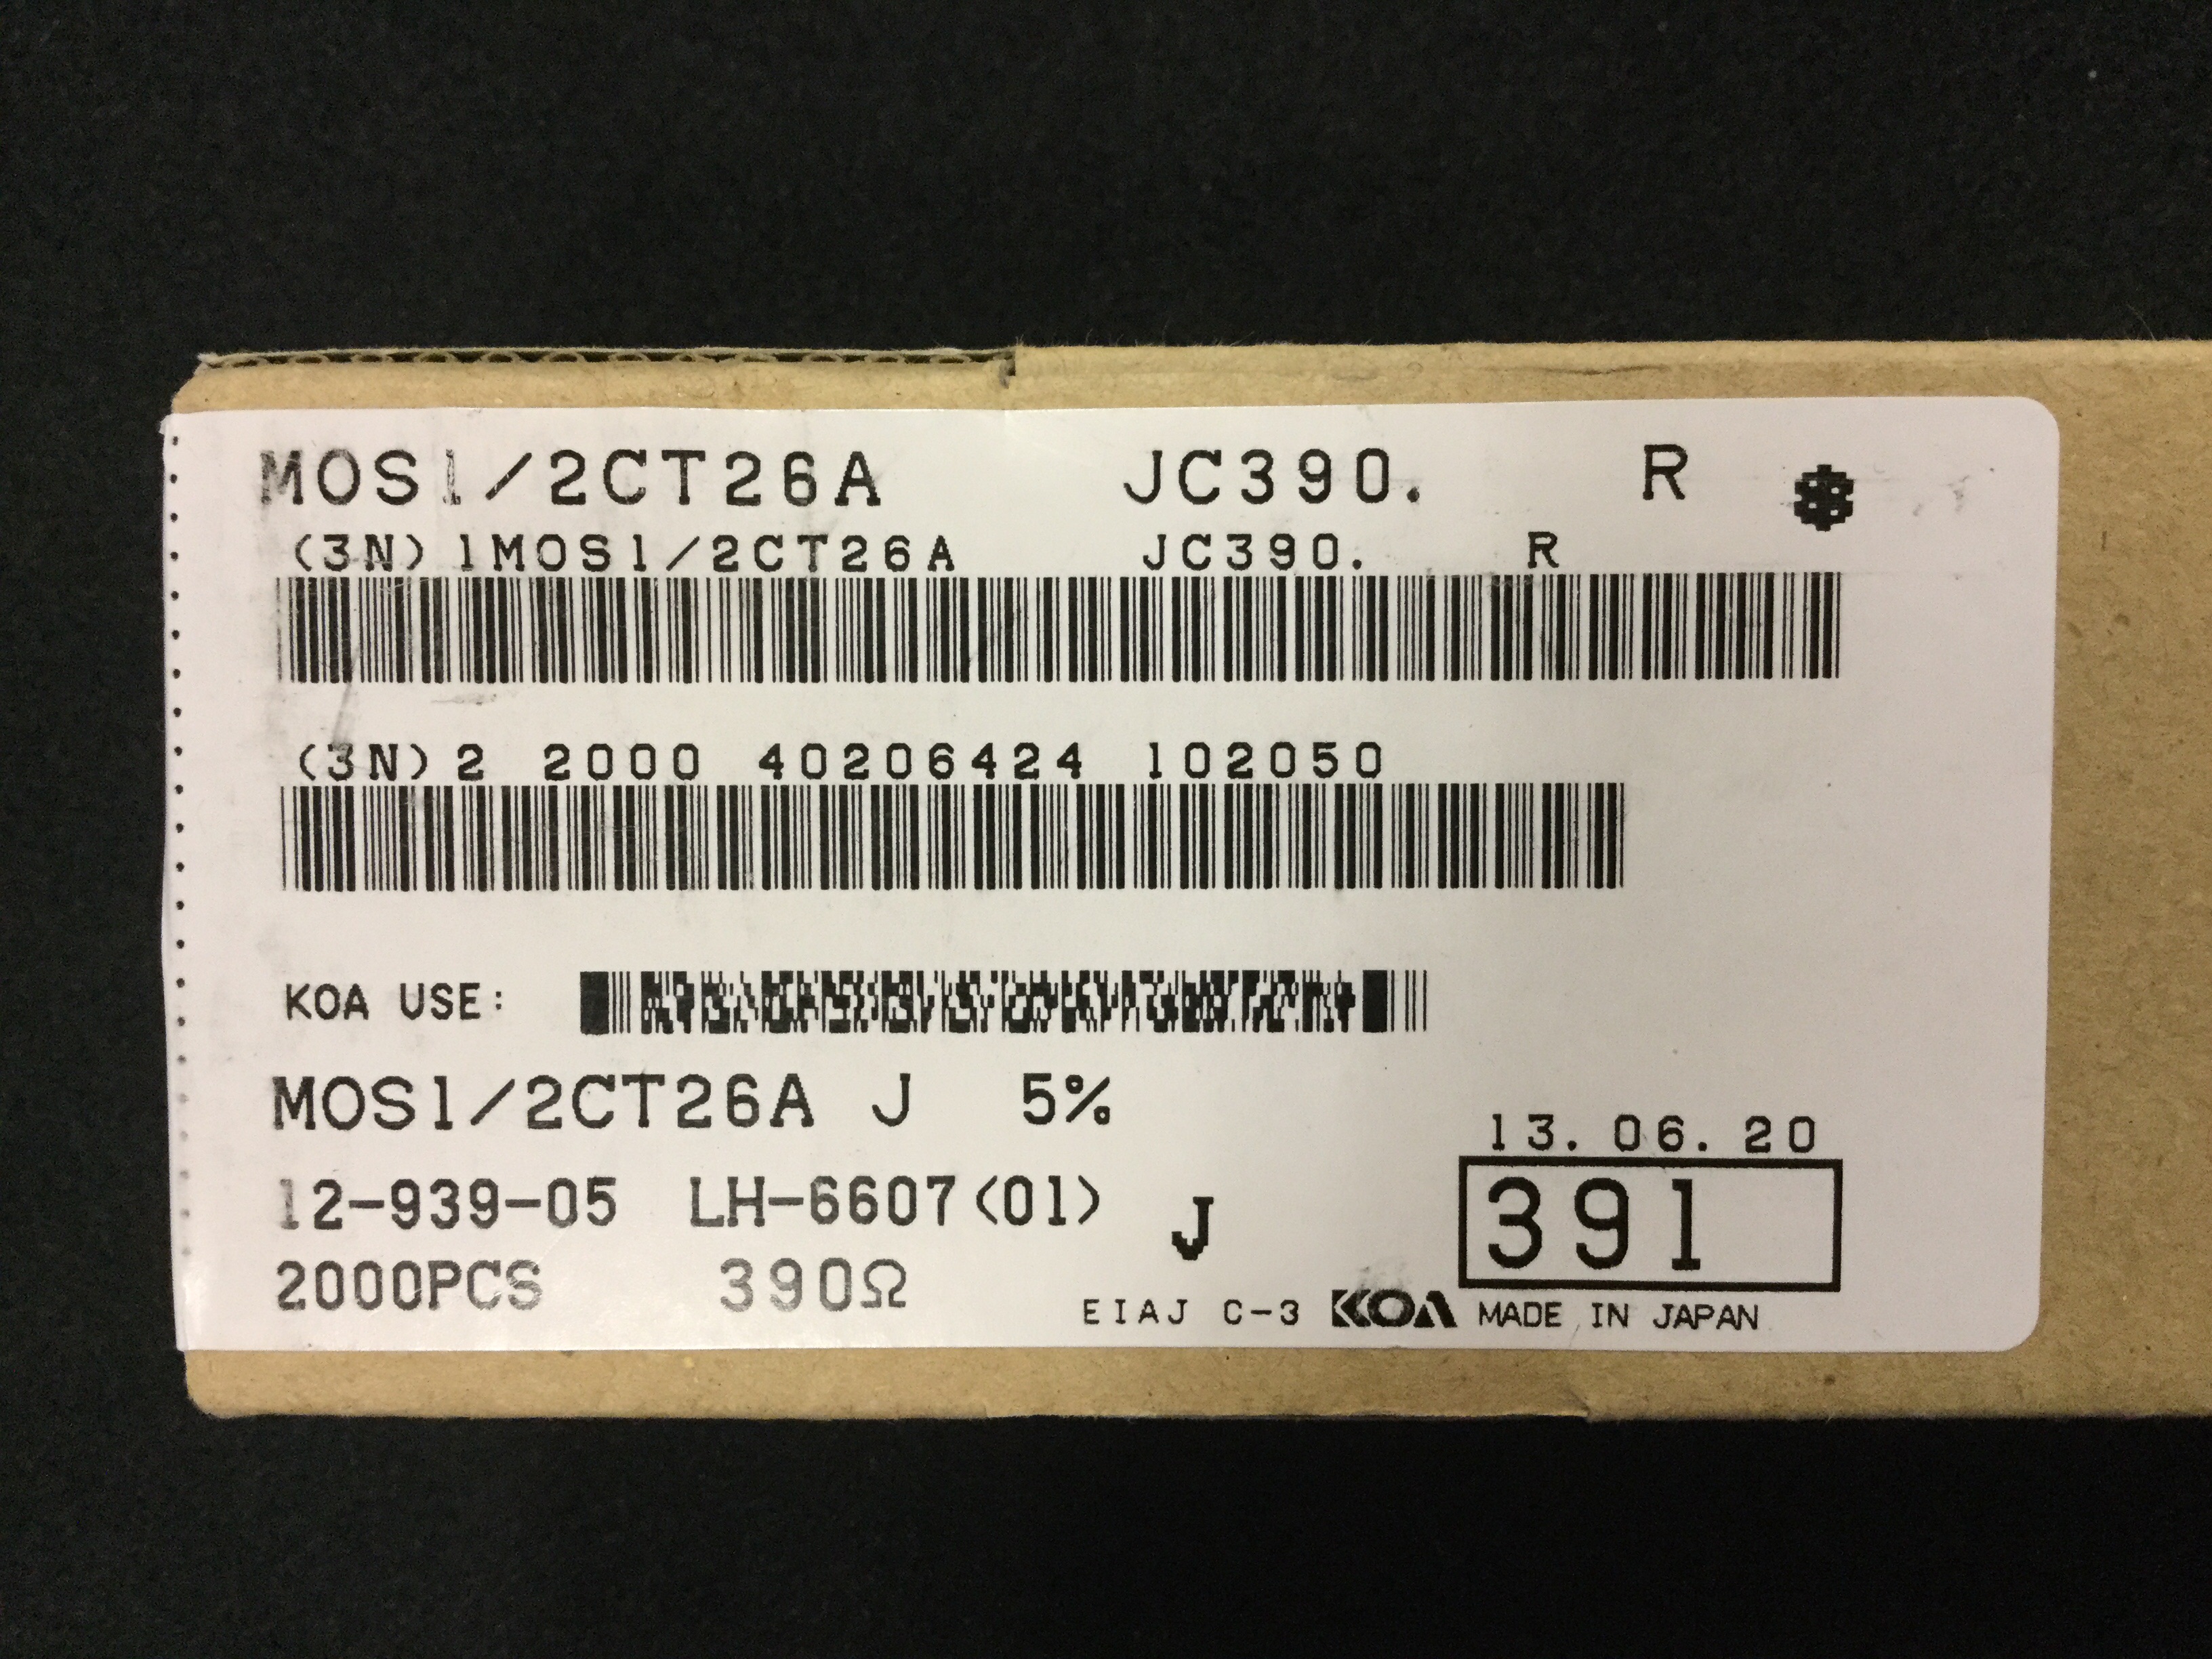 MOS1/2CT26A JC390. R *
(3N)1MOS1/2CT26A JC390. R
(3N)2 2000 40206424 102050
KOA USE:
MOS1/2CT26A J 5%
13.06.20
12-939-05 LH-6607(01) J 391
2000PCS 390Ω
EIAJ C-3 KOA MADE IN JAPAN